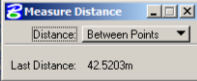 Measure Distance
Distance: Between Points
Last Distance: 42.5203m